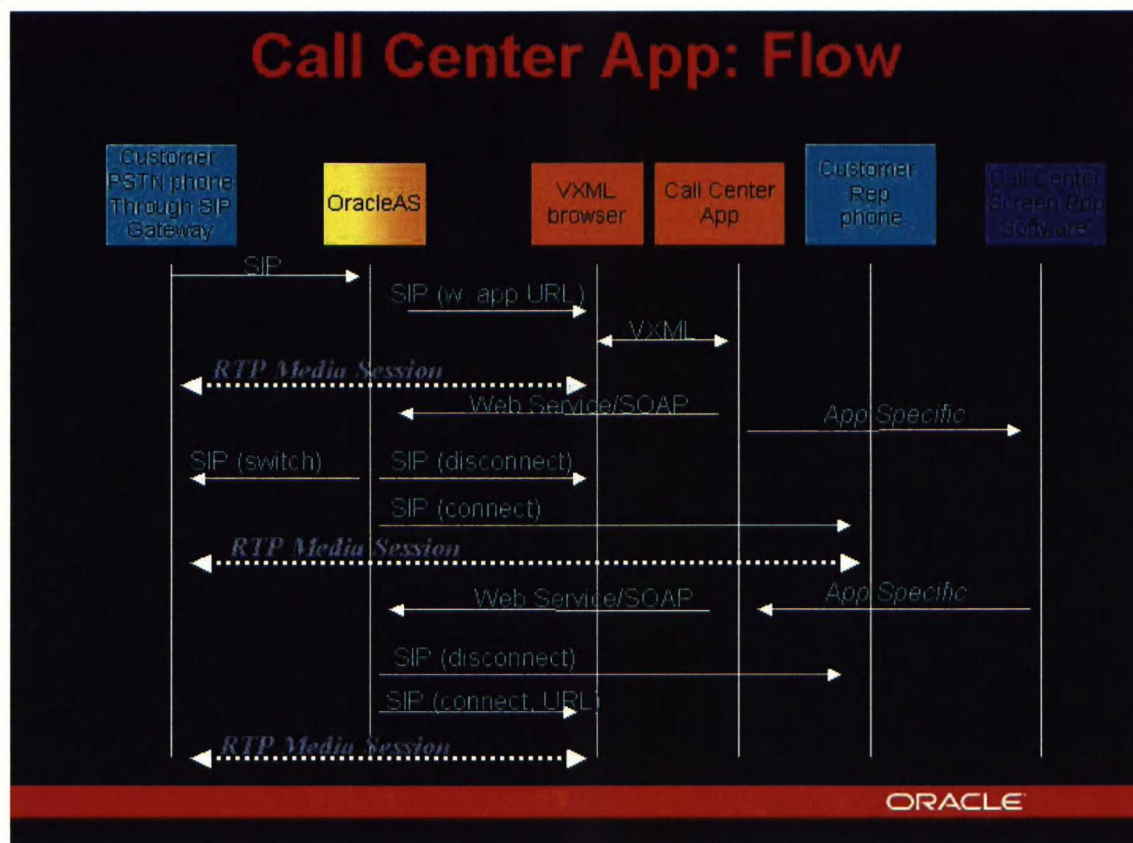 Call Center App: Flow
Customer
PSTN phone
Through SIP
Gateway
OracleAS
VXML
browser
Call Center
App
Customer
Rep
phone
Call Center
Screen Pop
software
SIP
SIP (w. app URL)
VXML
RTP Media Session
Web Service/SOAP
App Specific
SIP (switch)
SIP (disconnect)
SIP (connect)
RTP Media Session
Web Service/SOAP
App Specific
SIP (disconnect)
SIP (connect, URL)
RTP Media Session
ORACLE